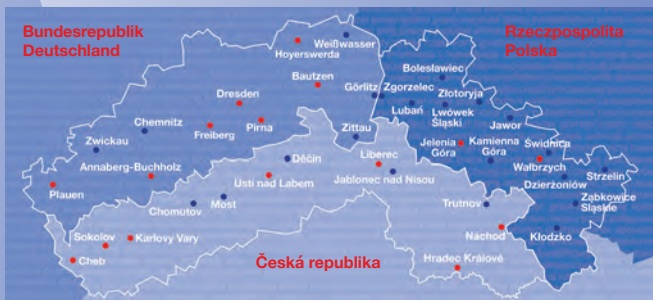 Bundesrepublik
Deutschland
Rzeczpospolita
Polska
Weißwasser
Hoyerswerda
Bolesławiec
Bautzen
Görlitz
Zgorzelec
Złotoryja
Dresden
Lubań
Lwówek
Śląski
Jawor
Chemnitz
Freiberg
Pirna
Zittau
Jelenia
Góra
Kamienna
Góra
Świdnica
Zwickau
Děčín
Liberec
Wałbrzych
Strzelin
Annaberg-Buchholz
Usti nad Labem
Jablonec nad Nisou
Dzierżoniów
Plauen
Chomutov
Most
Trutnov
Ząbkowice
Śląskie
Sokolov
Karlovy Vary
Náchod
Kłodzko
Cheb
Česká republika
Hradec Králové